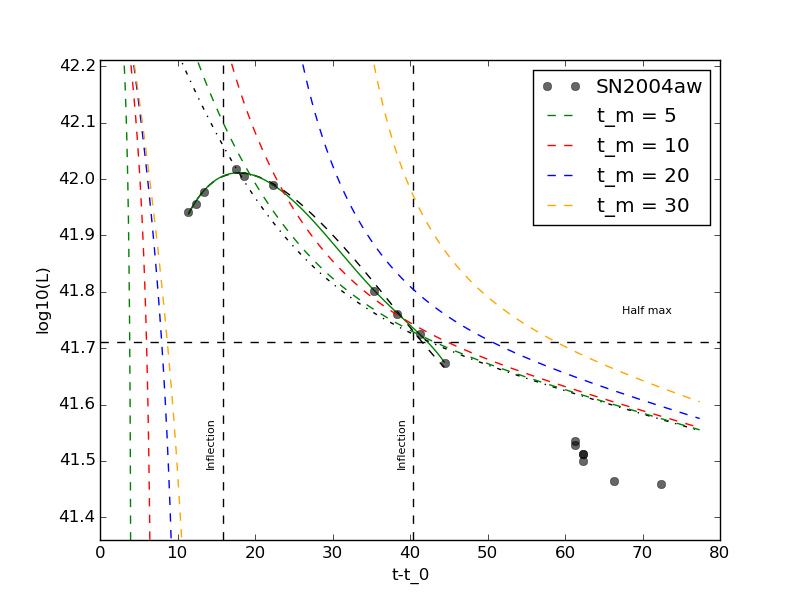 42.2
42.1
42.0
41.9
41.8
41.7
41.6
41.5
41.4
log10(L)
SN2004aw
t_m = 5
t_m = 10
t_m = 20
t_m = 30
Half max
Inflection
Inflection
0
10
20
30
40
50
60
70
80
t-t_0